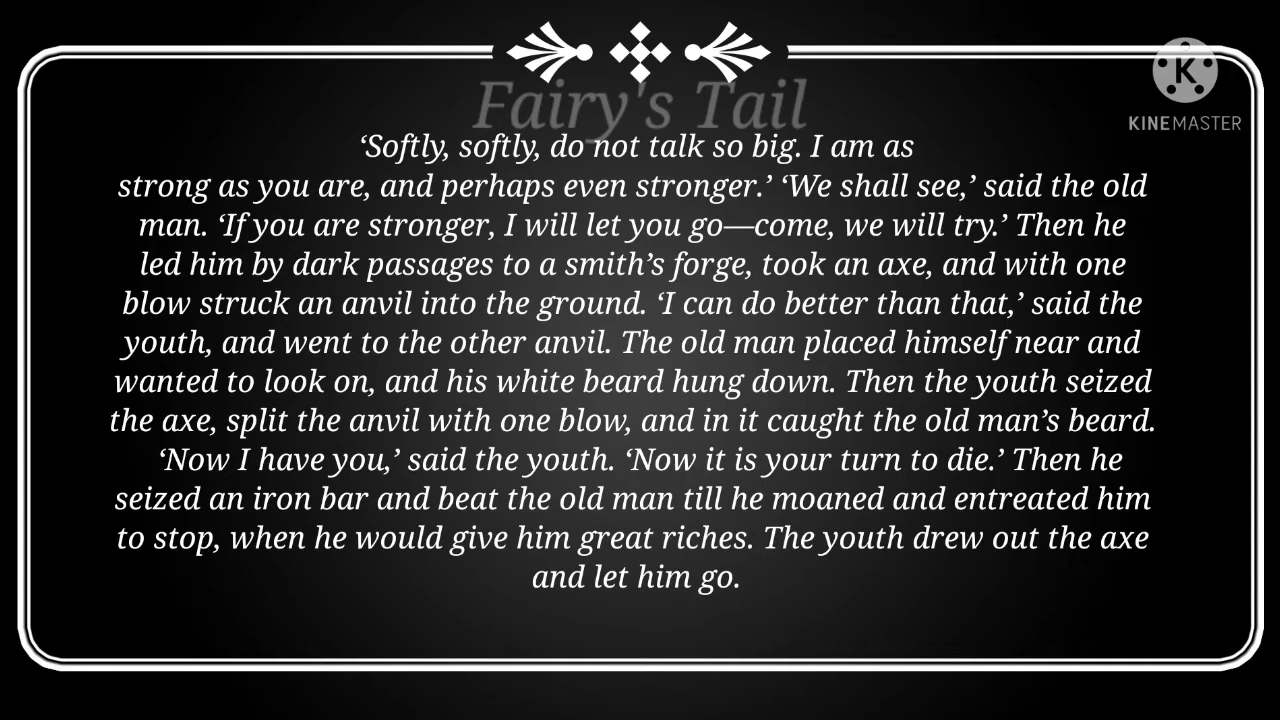 Fairy's Tail
K
KINEMASTER
‘Softly, softly, do not talk so big. I am as
strong as you are, and perhaps even stronger.’ ‘We shall see,’ said the old
man. ‘If you are stronger, I will let you go—come, we will try.’ Then he
led him by dark passages to a smith’s forge, took an axe, and with one
blow struck an anvil into the ground. ‘I can do better than that,’ said the
youth, and went to the other anvil. The old man placed himself near and
wanted to look on, and his white beard hung down. Then the youth seized
the axe, split the anvil with one blow, and in it caught the old man’s beard.
‘Now I have you,’ said the youth. ‘Now it is your turn to die.’ Then he
seized an iron bar and beat the old man till he moaned and entreated him
to stop, when he would give him great riches. The youth drew out the axe
and let him go.